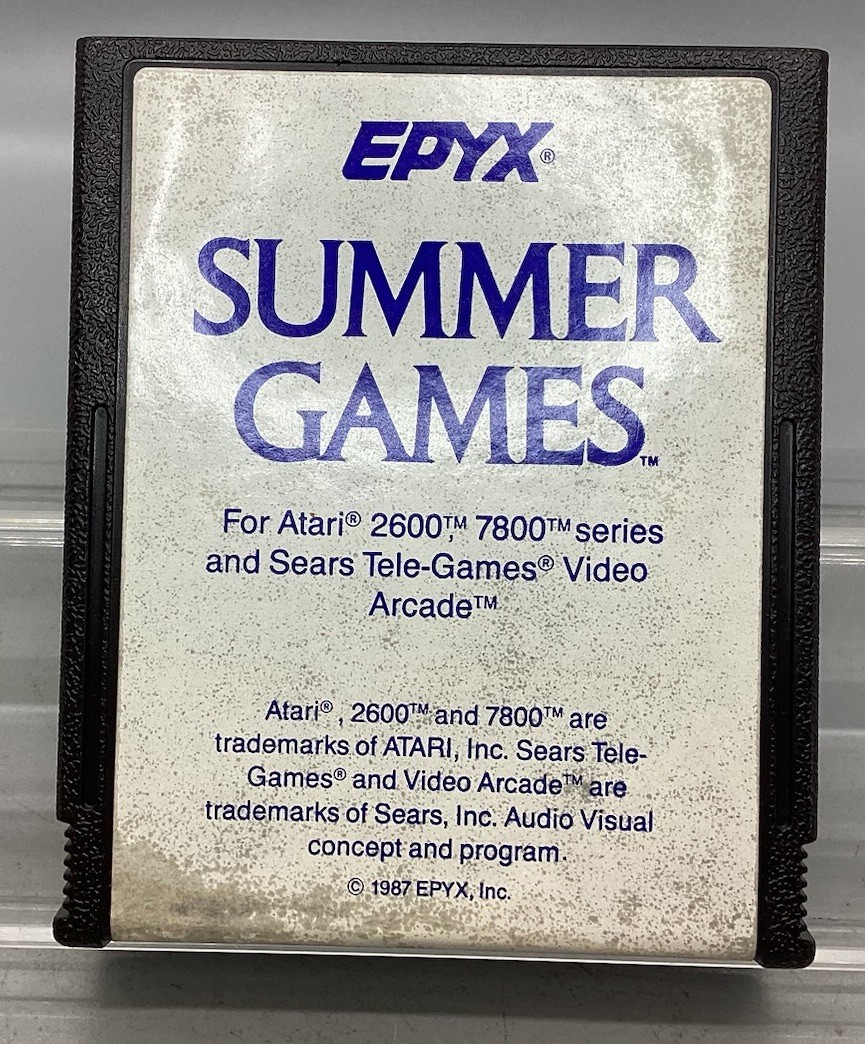 EPYX®
SUMMER
GAMES™
For Atari® 2600™, 7800™ series
and Sears Tele-Games® Video
Arcade™
Atari®, 2600™ and 7800™ are
trademarks of ATARI, Inc. Sears Tele-
Games® and Video Arcade™ are
trademarks of Sears, Inc. Audio Visual
concept and program.
© 1987 EPYX, Inc.